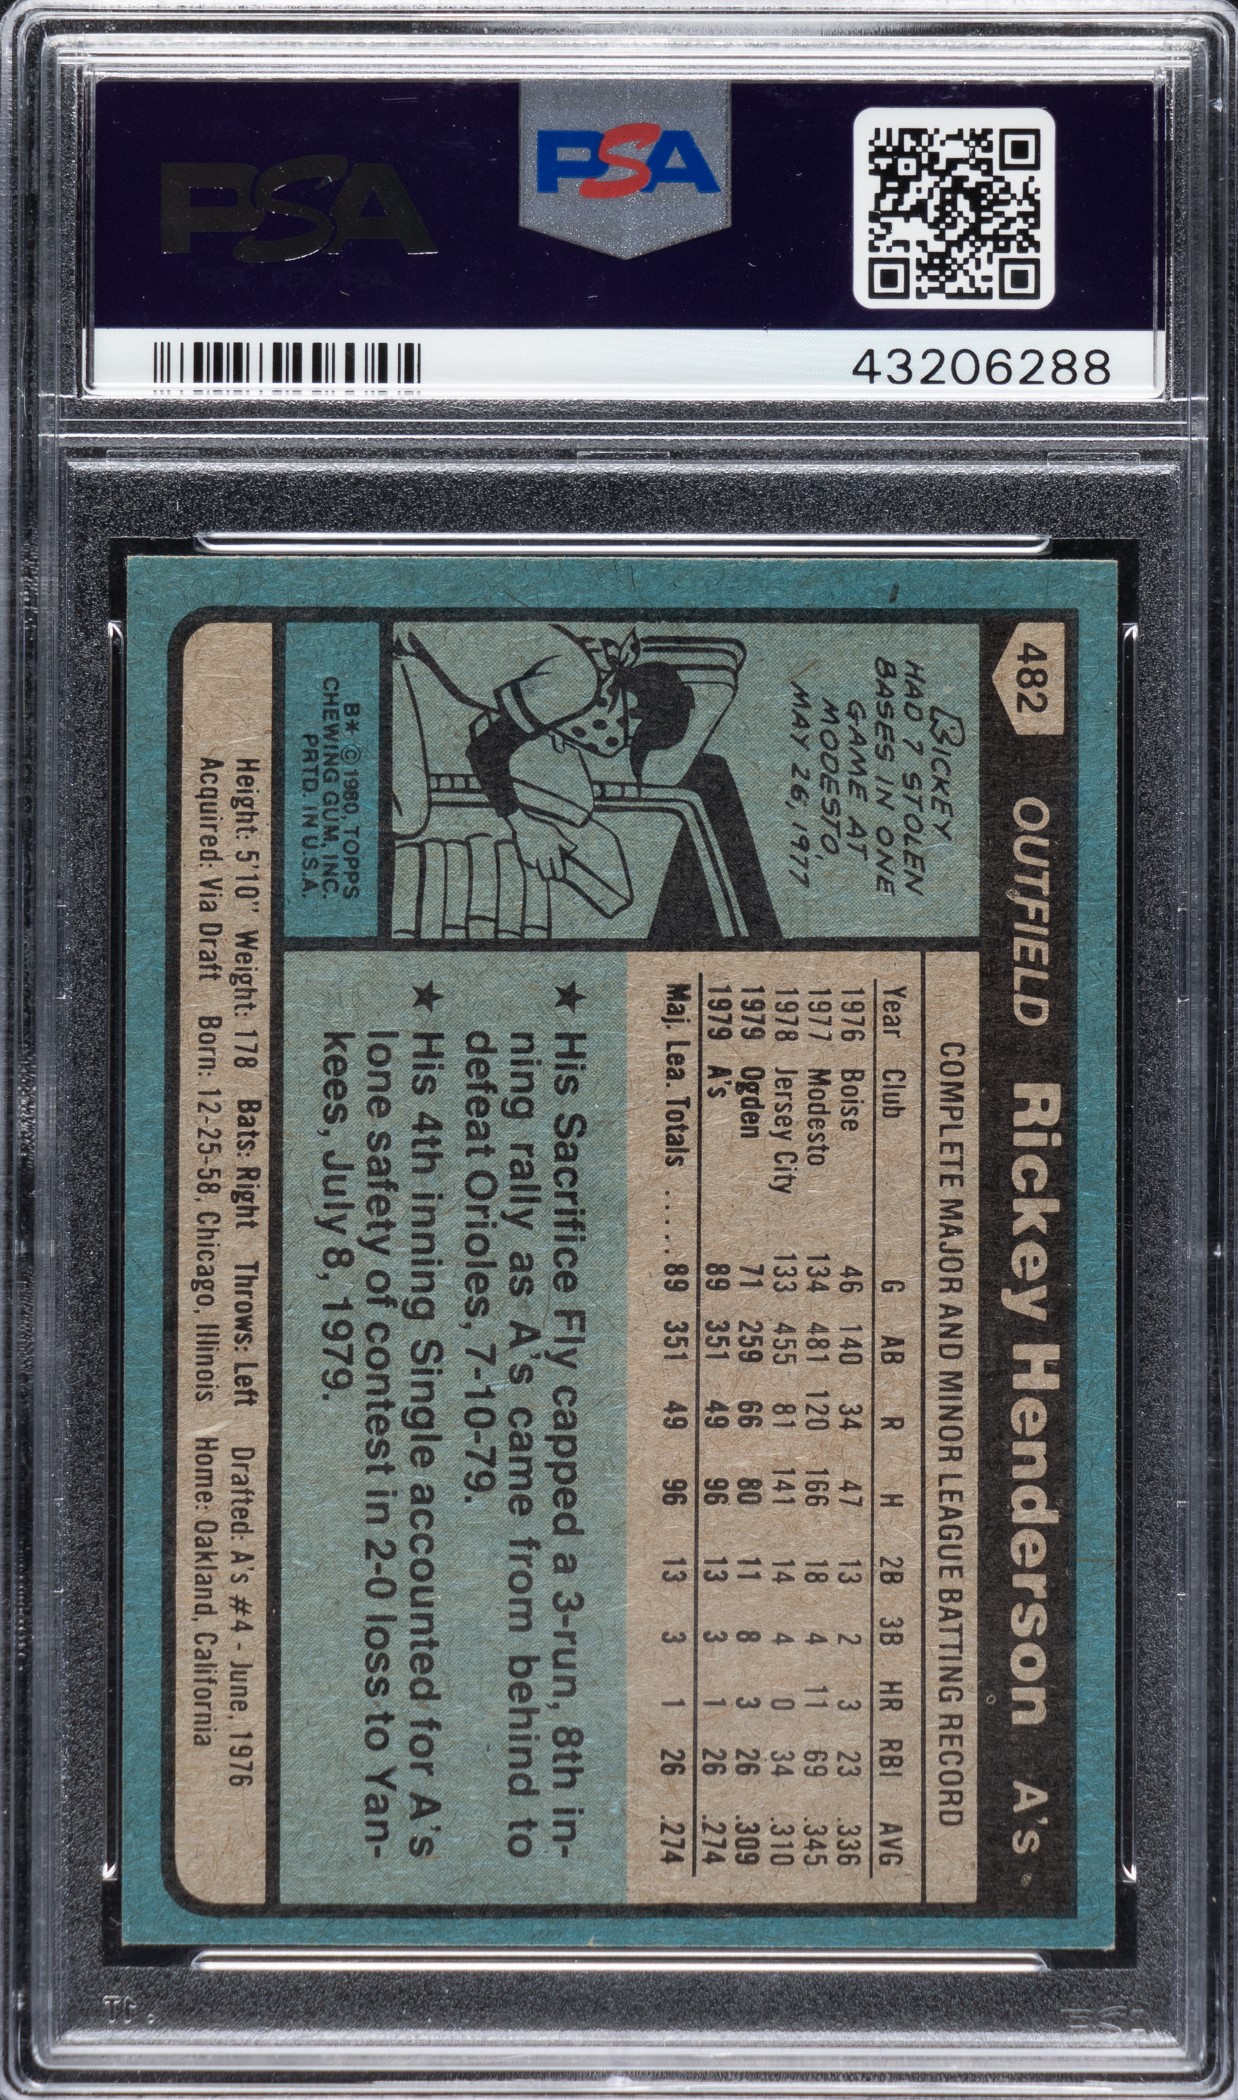 PSA
PSA
43206288
482 OUTFIELD Rickey Henderson A's
RICKEY
HAD 7 STOLEN
BASES IN ONE
GAME AT
MODESTO,
MAY 26, 1977
B* © 1980, TOPPS
CHEWING GUM, INC.
PRTD. IN U.S.A.
COMPLETE MAJOR AND MINOR LEAGUE BATTING RECORD
Year Club G AB R H 2B 3B HR RBI AVG
1976 Boise 46 140 34 47 13 2 3 23 .336
1977 Modesto 134 481 120 166 18 4 11 69 .345
1978 Jersey City 133 455 81 141 14 4 0 34 .310
1979 Ogden 71 259 66 80 11 8 3 26 .309
1979 A's 89 351 49 96 13 3 1 26 .274
Maj. Lea. Totals ..... 89 351 49 96 13 3 1 26 .274
★ His Sacrifice Fly capped a 3-run, 8th in-
ning rally as A's came from behind to
defeat Orioles, 7-10-79.
★ His 4th inning Single accounted for A's
lone safety of contest in 2-0 loss to Yan-
kees, July 8, 1979.
Height: 5'10" Weight: 178 Bats: Right Throws: Left Drafted: A's #4 - June, 1976
Acquired: Via Draft Born: 12-25-58, Chicago, Illinois Home: Oakland, California